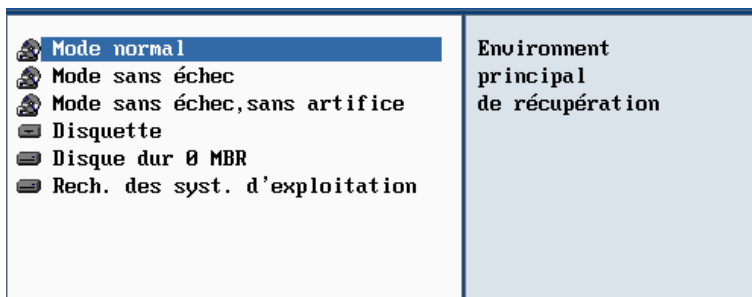 Mode normal
Mode sans échec
Mode sans échec,sans artifice
Disquette
Disque dur 0 MBR
Rech. des syst. d'exploitation
Environnent
principal
de récupération